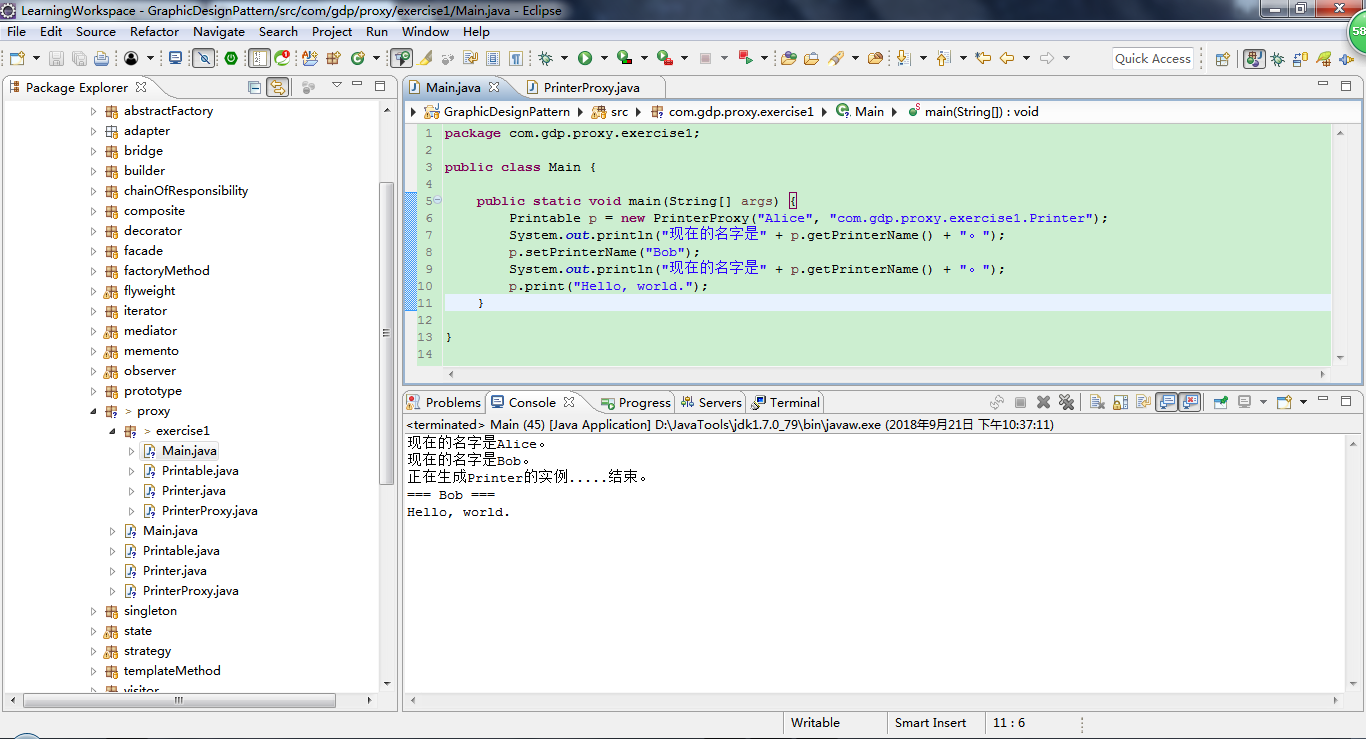 LearningWorkspace - GraphicDesignPattern/src/com/gdp/proxy/exercise1/Main.java - Eclipse
58
File Edit Source Refactor Navigate Search Project Run Window Help
Quick Access
Package Explorer
abstractFactory
adapter
bridge
builder
chainOfResponsibility
composite
decorator
facade
factoryMethod
flyweight
iterator
mediator
memento
observer
prototype
> proxy
> exercise1
Main.java
Printable.java
Printer.java
PrinterProxy.java
Main.java
Printable.java
Printer.java
PrinterProxy.java
singleton
state
strategy
templateMethod
visitor
Main.java PrinterProxy.java
GraphicDesignPattern src com.gdp.proxy.exercise1 Main main(String[]) : void
1 package com.gdp.proxy.exercise1;
2
3 public class Main {
4
5 public static void main(String[] args) {
6 Printable p = new PrinterProxy("Alice", "com.gdp.proxy.exercise1.Printer");
7 System.out.println("现在的名字是" + p.getPrinterName() + "。");
8 p.setPrinterName("Bob");
9 System.out.println("现在的名字是" + p.getPrinterName() + "。");
10 p.print("Hello, world.");
11 }
12
13 }
14
Problems Console Progress Servers Terminal
<terminated> Main (45) [Java Application] D:\JavaTools\jdk1.7.0_79\bin\javaw.exe (2018年9月21日 下午10:37:11)
现在的名字是Alice。
现在的名字是Bob。
正在生成Printer的实例.....结束。
=== Bob ===
Hello, world.
Writable Smart Insert 11 : 6